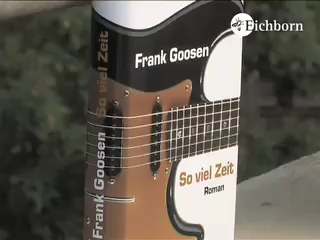 Eichborn
Frank Goosen
So viel Zeit
Roman
Frank Goosen So viel Zeit